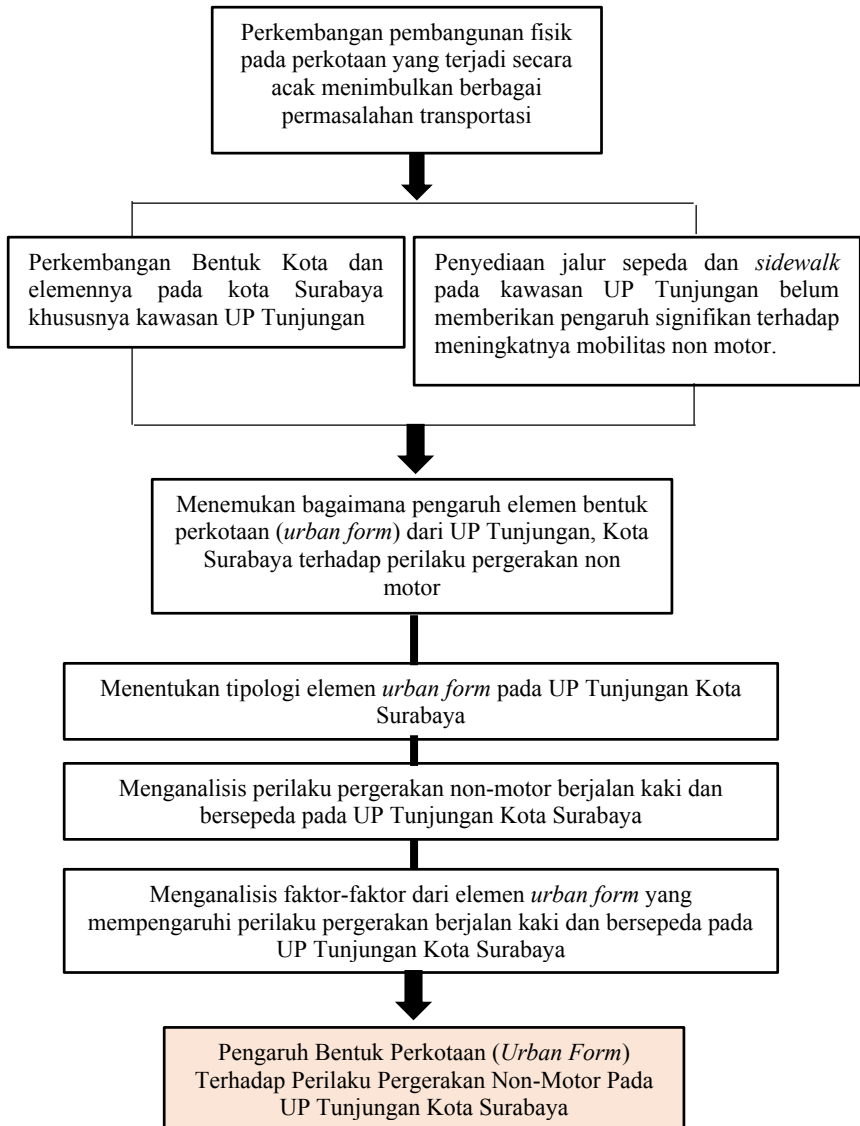 Perkembangan pembangunan fisik
pada perkotaan yang terjadi secara
acak menimbulkan berbagai
permasalahan transportasi
Perkembangan Bentuk Kota dan
elemennya pada kota Surabaya
khususnya kawasan UP Tunjungan
Penyediaan jalur sepeda dan sidewalk
pada kawasan UP Tunjungan belum
memberikan pengaruh signifikan terhadap
meningkatnya mobilitas non motor.
Menemukan bagaimana pengaruh elemen bentuk
perkotaan (urban form) dari UP Tunjungan, Kota
Surabaya terhadap perilaku pergerakan non
motor
Menentukan tipologi elemen urban form pada UP Tunjungan Kota
Surabaya
Menganalisis perilaku pergerakan non-motor berjalan kaki dan
bersepeda pada UP Tunjungan Kota Surabaya
Menganalisis faktor-faktor dari elemen urban form yang
mempengaruhi perilaku pergerakan berjalan kaki dan bersepeda pada
UP Tunjungan Kota Surabaya
Pengaruh Bentuk Perkotaan (Urban Form)
Terhadap Perilaku Pergerakan Non-Motor Pada
UP Tunjungan Kota Surabaya